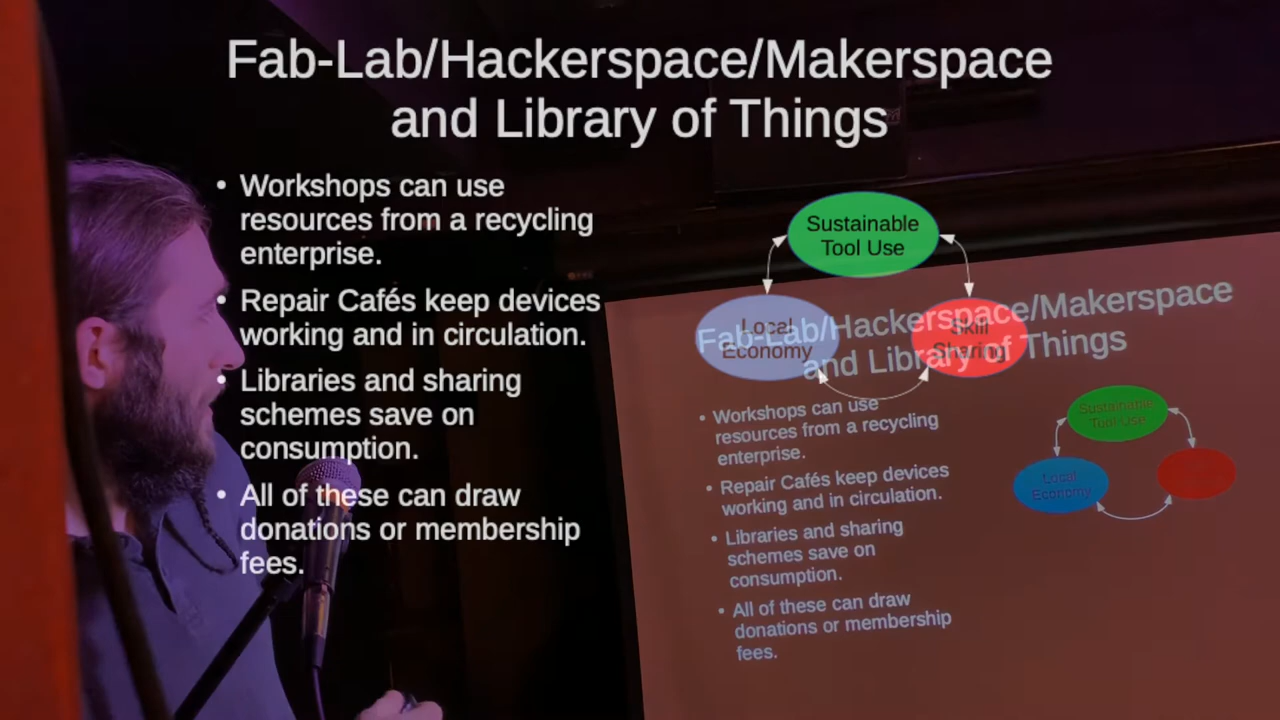 Fab-Lab/Hackerspace/Makerspace
and Library of Things
• Workshops can use
resources from a recycling
enterprise.
• Repair Cafés keep devices
working and in circulation.
• Libraries and sharing
schemes save on
consumption.
• All of these can draw
donations or membership
fees.
Sustainable
Tool Use
Local
Economy
Skill
Sharing
Fab-Lab/Hackerspace/Makerspace
and Library of Things
• Workshops can use
resources from a recycling
enterprise.
• Repair Cafés keep devices
working and in circulation.
• Libraries and sharing
schemes save on
consumption.
• All of these can draw
donations or membership
fees.
Sustainable
Tool Use
Local
Economy